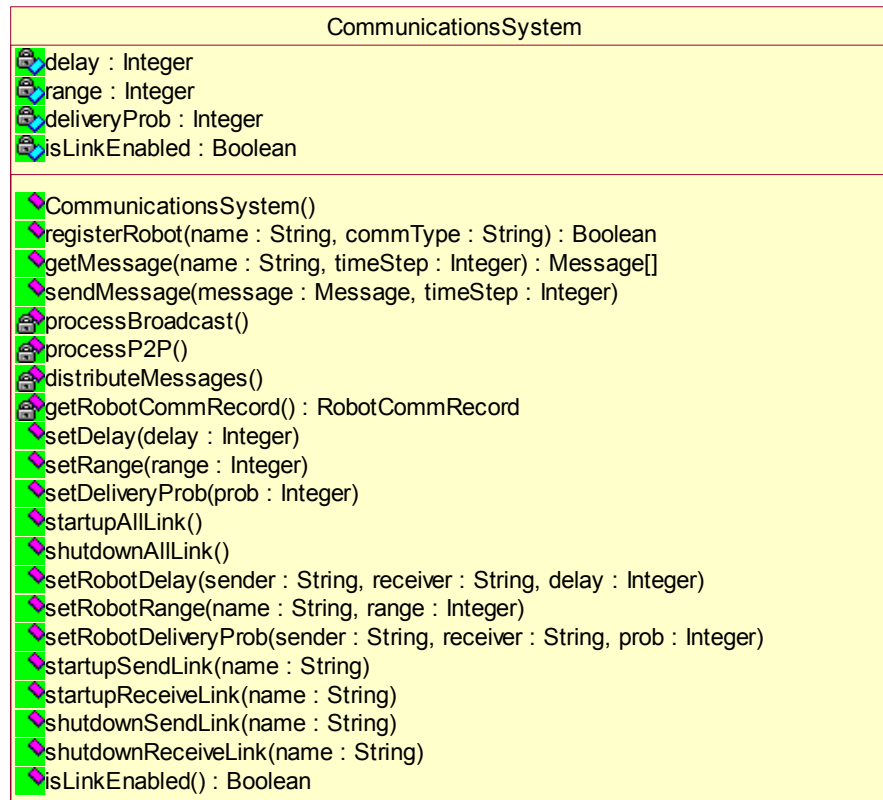 CommunicationsSystem
delay : Integer
range : Integer
deliveryProb : Integer
isLinkEnabled : Boolean
CommunicationsSystem()
registerRobot(name : String, commType : String) : Boolean
getMessage(name : String, timeStep : Integer) : Message[]
sendMessage(message : Message, timeStep : Integer)
processBroadcast()
processP2P()
distributeMessages()
getRobotCommRecord() : RobotCommRecord
setDelay(delay : Integer)
setRange(range : Integer)
setDeliveryProb(prob : Integer)
startupAllLink()
shutdownAllLink()
setRobotDelay(sender : String, receiver : String, delay : Integer)
setRobotRange(name : String, range : Integer)
setRobotDeliveryProb(sender : String, receiver : String, prob : Integer)
startupSendLink(name : String)
startupReceiveLink(name : String)
shutdownSendLink(name : String)
shutdownReceiveLink(name : String)
isLinkEnabled() : Boolean